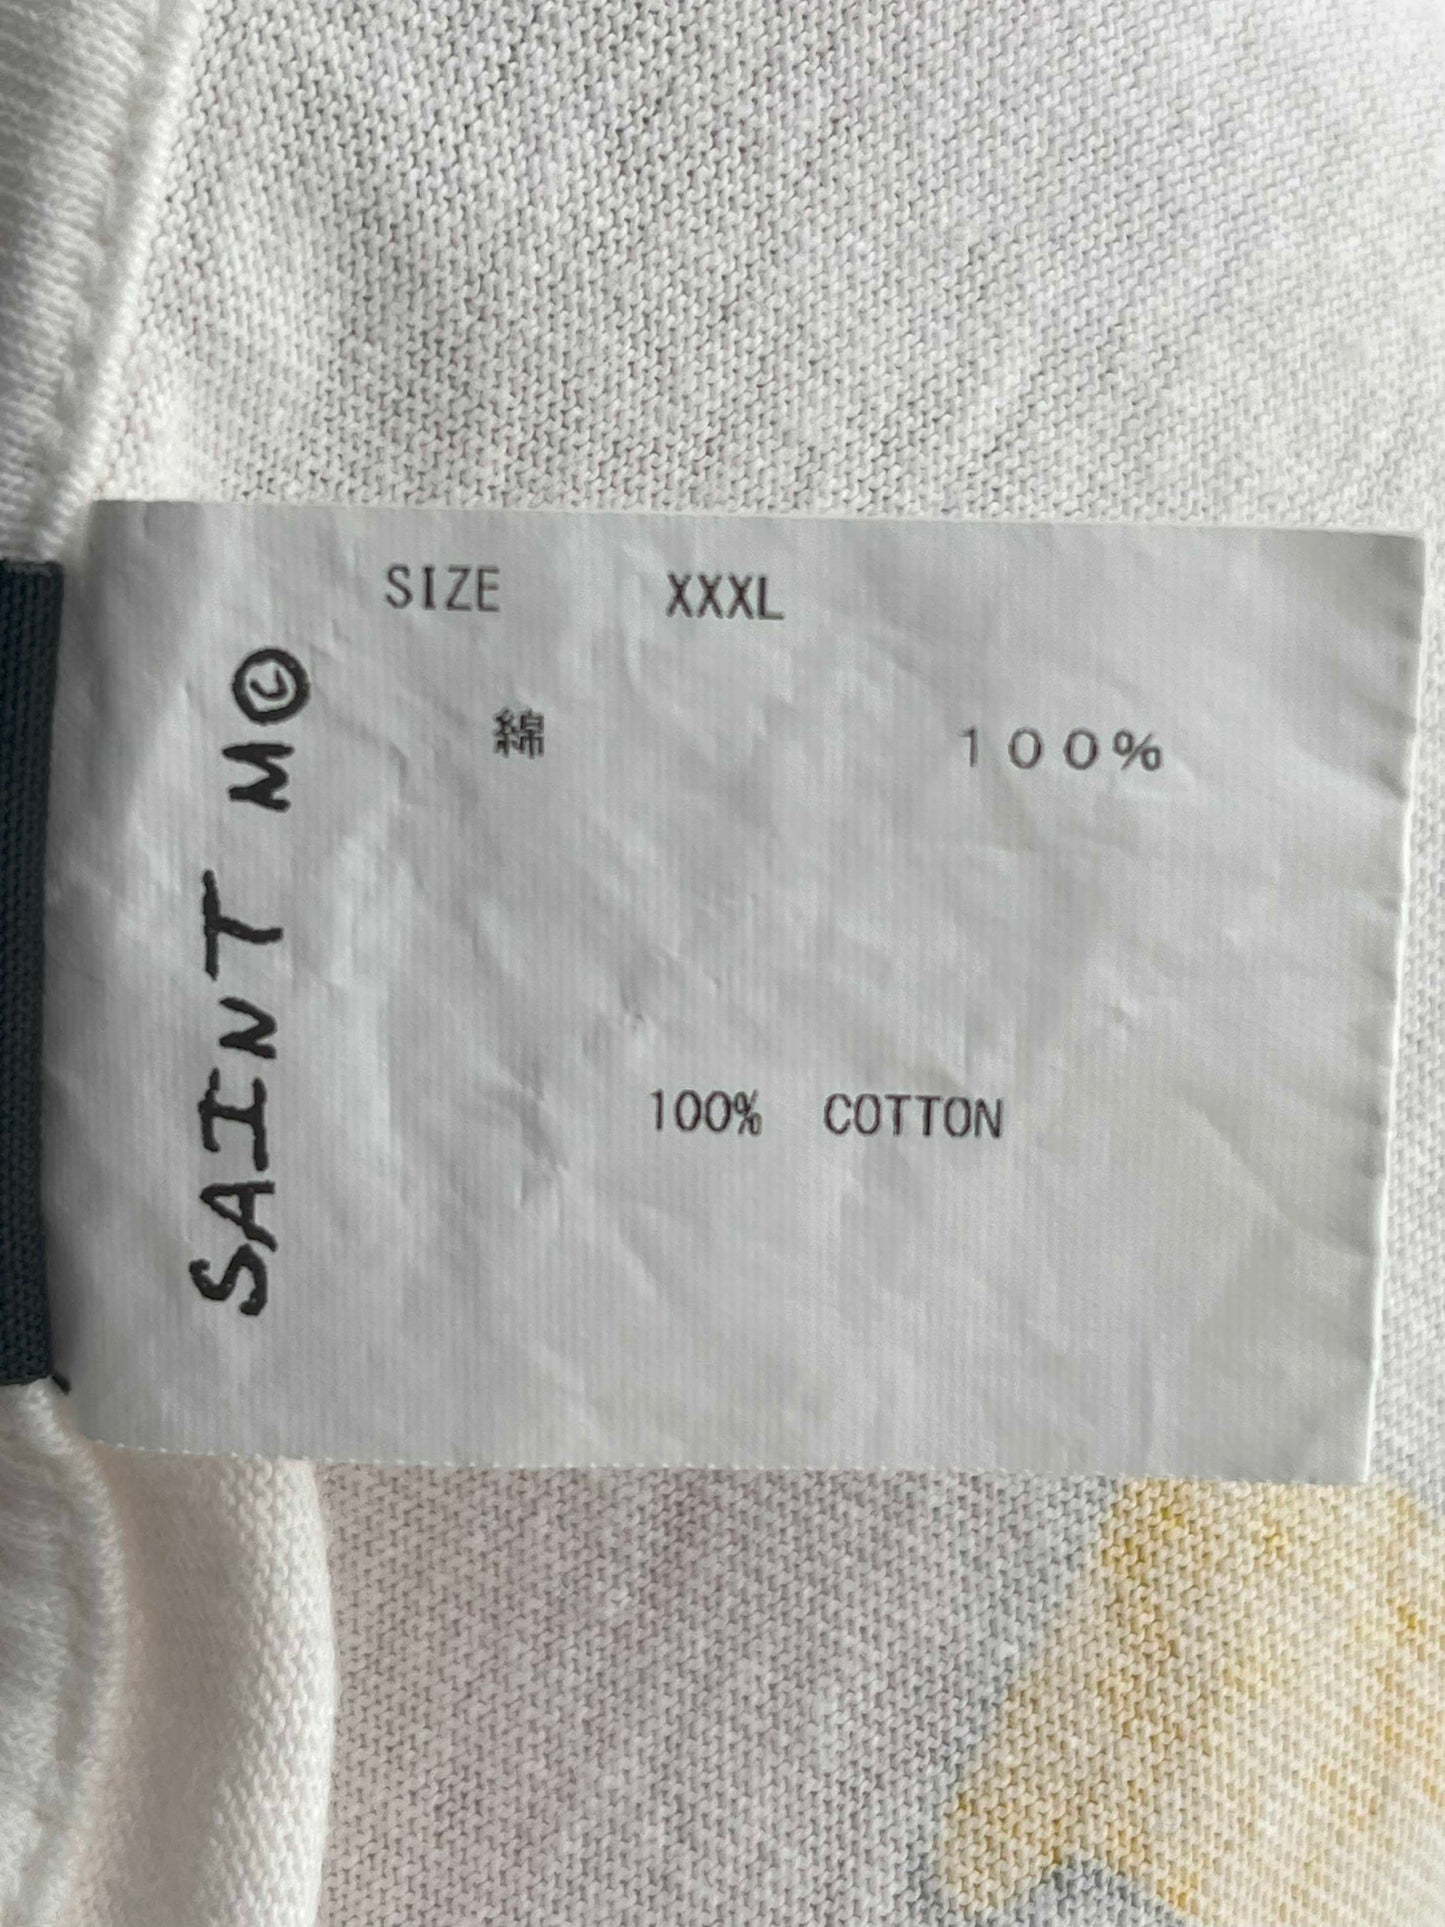 SIZE XXXL
綿 100%
100% COTTON
SAINT M©